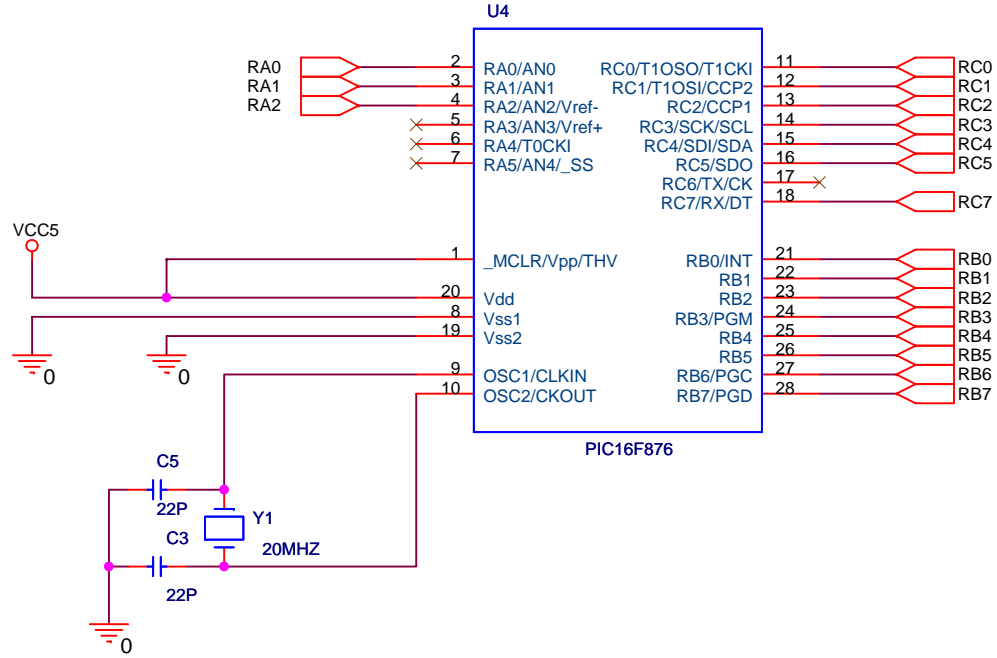 U4
RA0 2 RA0/AN0 RC0/T1OSO/T1CKI 11 RC0
RA1 3 RA1/AN1 RC1/T1OSI/CCP2 12 RC1
RA2 4 RA2/AN2/Vref- RC2/CCP1 13 RC2
5 RA3/AN3/Vref+ RC3/SCK/SCL 14 RC3
6 RA4/T0CKI RC4/SDI/SDA 15 RC4
7 RA5/AN4/_SS RC5/SDO 16 RC5
RC6/TX/CK 17
RC7/RX/DT 18 RC7
VCC5
1 _MCLR/Vpp/THV RB0/INT 21 RB0
RB1 22 RB1
20 Vdd RB2 23 RB2
8 Vss1 RB3/PGM 24 RB3
19 Vss2 RB4 25 RB4
RB5 26 RB5
0 0 9 OSC1/CLKIN RB6/PGC 27 RB6
10 OSC2/CKOUT RB7/PGD 28 RB7
PIC16F876
C5
22P
Y1
C3
20MHZ
22P
0